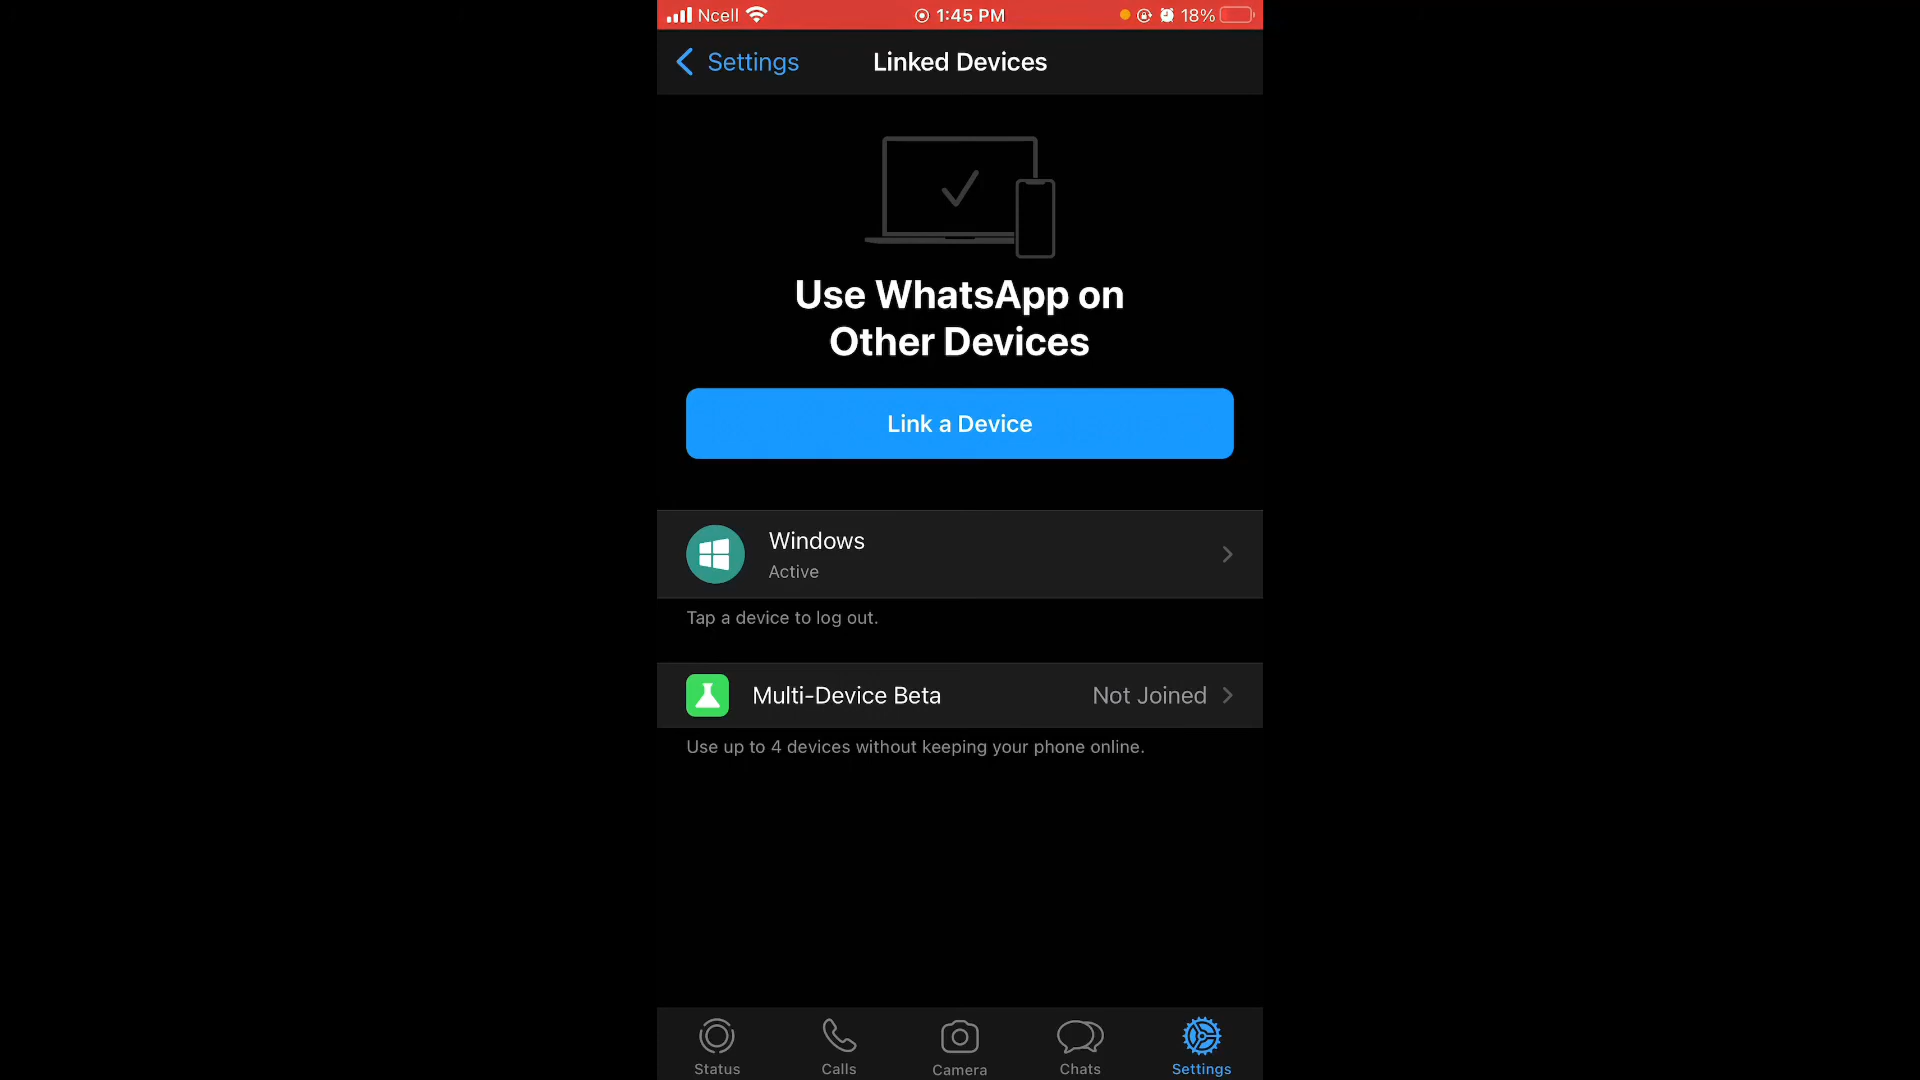 Ncell 1:45 PM 18%
Settings Linked Devices
Use WhatsApp on
Other Devices
Link a Device
Windows
Active
Tap a device to log out.
Multi-Device Beta Not Joined
Use up to 4 devices without keeping your phone online.
Status Calls Camera Chats Settings